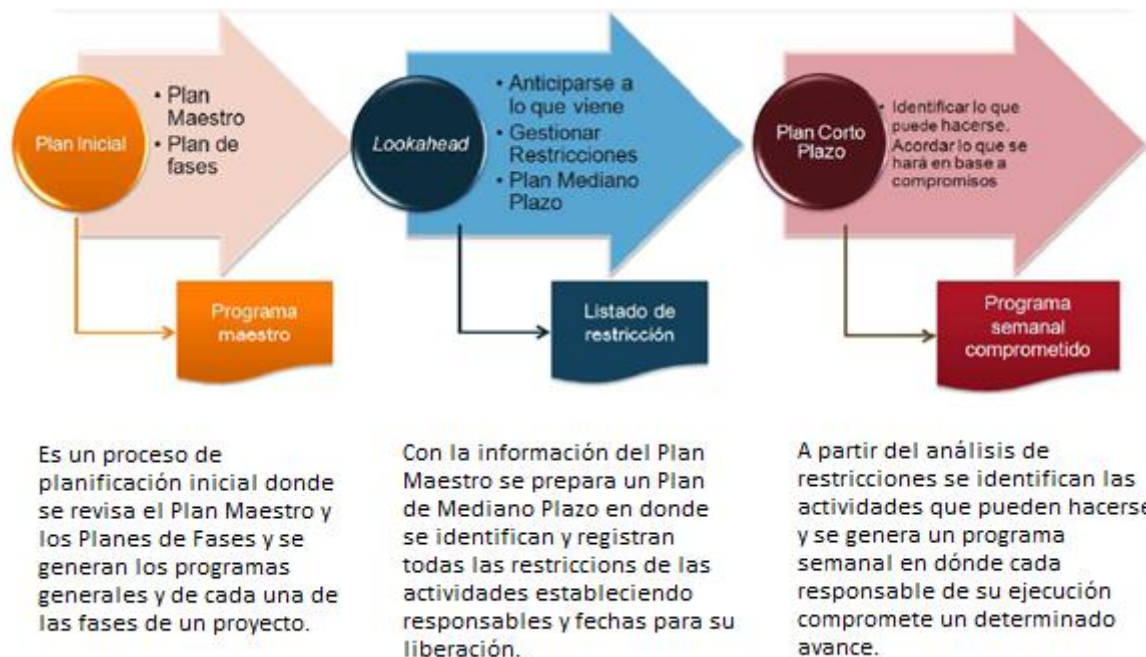 Plan Inicial
• Plan
Maestro
• Plan de
fases
Programa
maestro
Lookahead
• Anticiparse a
lo que viene
• Gestionar
Restricciones
• Plan Mediano
Plazo
Listado de
restricción
Plan Corto
Plazo
• Identificar lo que
puede hacerse.
Acordar lo que se
hará en base a
compromisos
Programa
semanal
comprometido
Es un proceso de
planificación inicial donde
se revisa el Plan Maestro y
los Planes de Fases y se
generan los programas
generales y de cada una de
las fases de un proyecto.
Con la información del Plan
Maestro se prepara un Plan
de Mediano Plazo en donde
se identifican y registran
todas las restriccions de las
actividades estableciendo
responsables y fechas para su
liberación.
A partir del análisis de
restricciones se identifican las
actividades que pueden hacerse
y se genera un programa
semanal en dónde cada
responsable de su ejecución
compromete un determinado
avance.